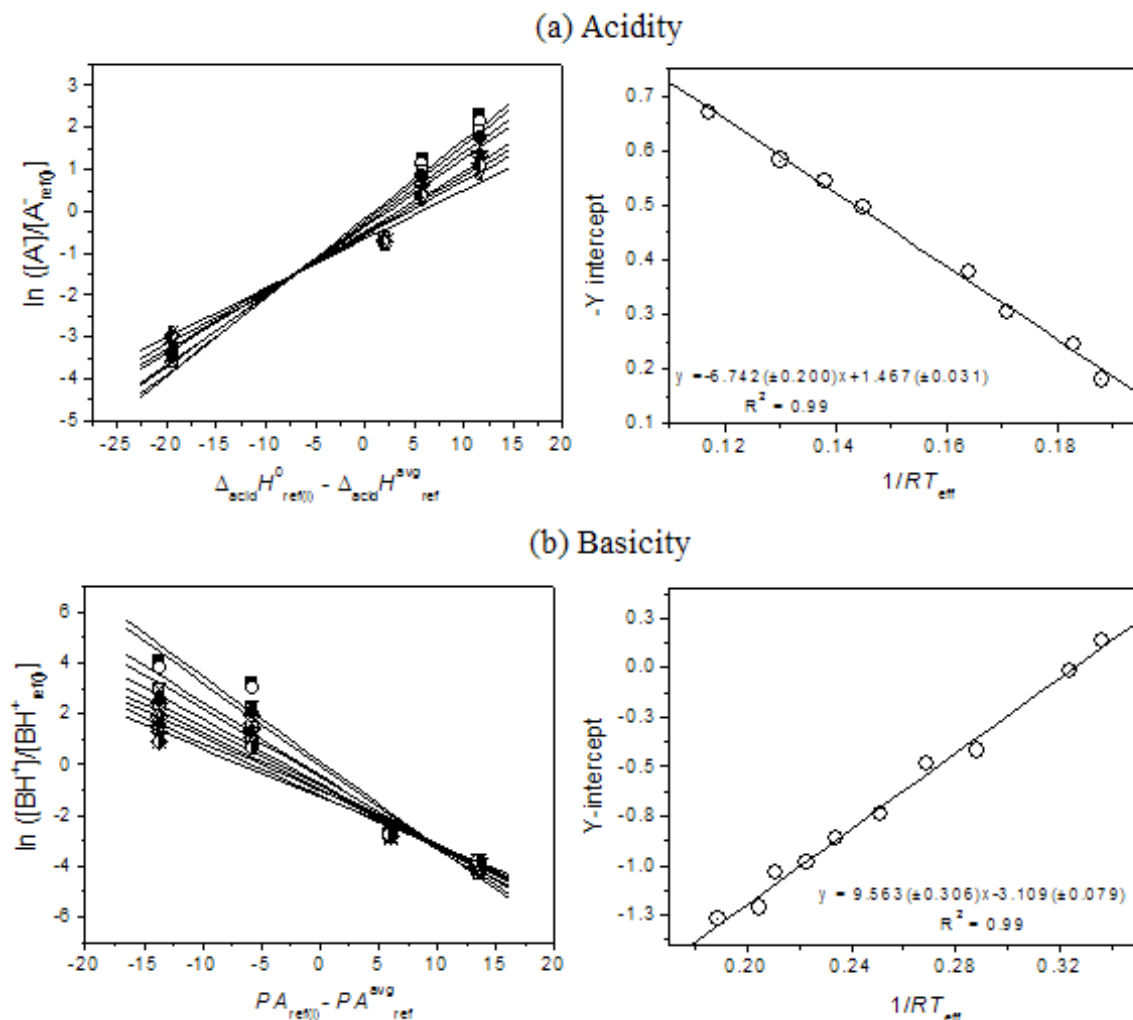 (a) Acidity
ln ([A⁻]/[A⁻ref(i)]
3
2
1
0
-1
-2
-3
-4
-5
-25 -20 -15 -10 -5 0 5 10 15 20
ΔacidH⁰ref(i) - ΔacidHavgref
-Y intercept
0.7
0.6
0.5
0.4
0.3
0.2
0.1
y =-6.742(±0.200)x+1.467(±0.031)
R² = 0.99
0.12 0.14 0.16 0.18
1/RTeff
(b) Basicity
ln ([BH⁺]/[BH⁺ref(i)]
6
4
2
0
-2
-4
-6
-20 -15 -10 -5 0 5 10 15 20
PAref(i) - PAavgref
Y-intercept
0.3
0.0
-0.3
-0.5
-0.8
-1.0
-1.3
y = 9.563(±0.306)x-3.109(±0.079)
R² = 0.99
0.20 0.24 0.28 0.32
1/RTeff